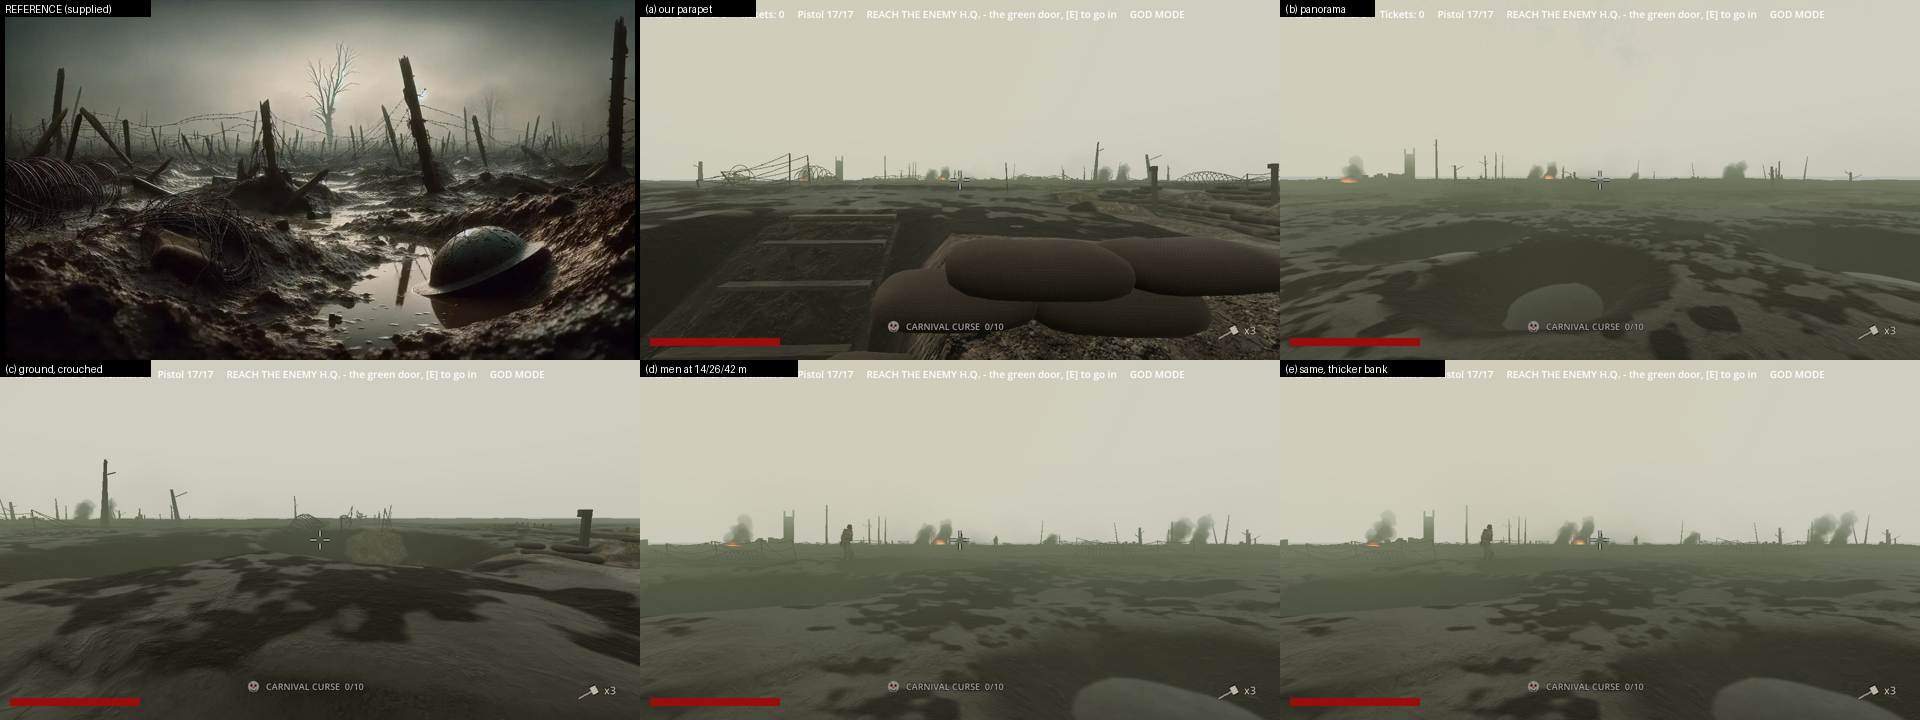 REFERENCE (supplied)
(a) our parapet
Tickets: 0 Pistol 17/17 REACH THE ENEMY H.Q. - the green door, [E] to go in GOD MODE
CARNIVAL CURSE 0/10
x3
(b) panorama
Tickets: 0 Pistol 17/17 REACH THE ENEMY H.Q. - the green door, [E] to go in GOD MODE
CARNIVAL CURSE 0/10
x3
(c) ground, crouched
Pistol 17/17 REACH THE ENEMY H.Q. - the green door, [E] to go in GOD MODE
CARNIVAL CURSE 0/10
x3
(d) men at 14/26/42 m
Pistol 17/17 REACH THE ENEMY H.Q. - the green door, [E] to go in GOD MODE
CARNIVAL CURSE 0/10
x3
(e) same, thicker bank
17/17 REACH THE ENEMY H.Q. - the green door, [E] to go in GOD MODE
CARNIVAL CURSE 0/10
x3